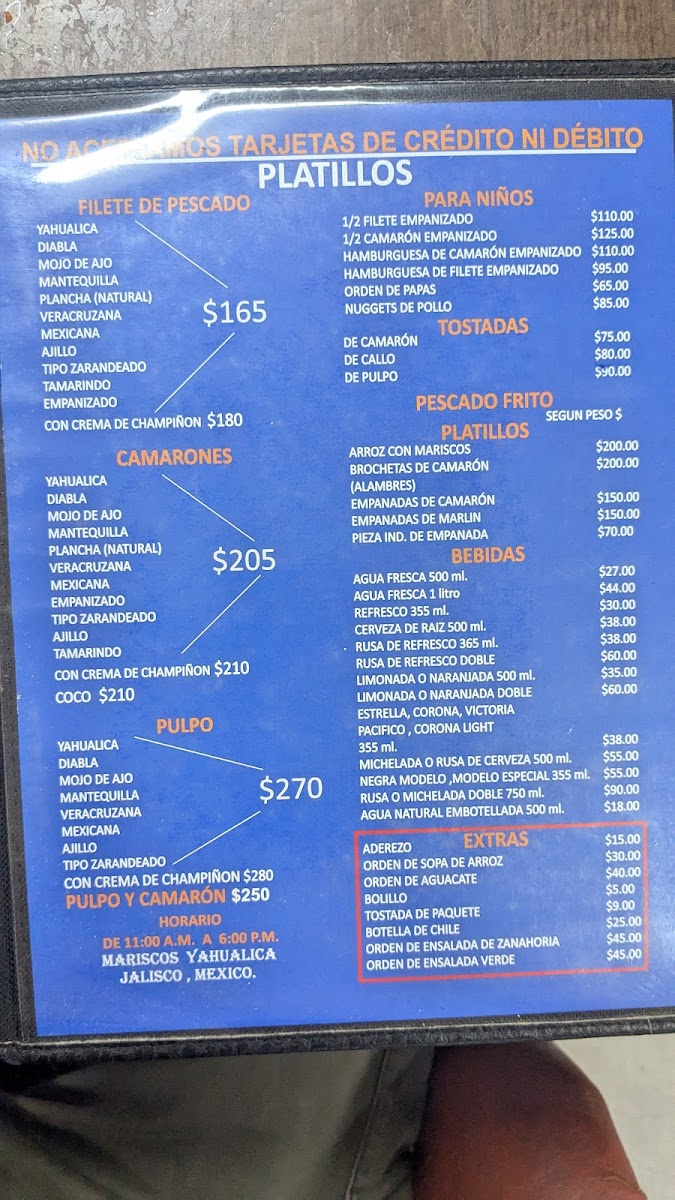 NO ACEPTAMOS TARJETAS DE CRÉDITO NI DÉBITO
PLATILLOS
FILETE DE PESCADO
YAHUALICA
DIABLA
MOJO DE AJO
MANTEQUILLA
PLANCHA (NATURAL)
VERACRUZANA
MEXICANA
AJILLO
TIPO ZARANDEADO
TAMARINDO
EMPANIZADO
$165
CON CREMA DE CHAMPIÑON $180
CAMARONES
YAHUALICA
DIABLA
MOJO DE AJO
MANTEQUILLA
PLANCHA (NATURAL)
VERACRUZANA
MEXICANA
EMPANIZADO
TIPO ZARANDEADO
AJILLO
TAMARINDO
$205
CON CREMA DE CHAMPIÑON $210
COCO $210
PULPO
YAHUALICA
DIABLA
MOJO DE AJO
MANTEQUILLA
VERACRUZANA
MEXICANA
AJILLO
TIPO ZARANDEADO
$270
CON CREMA DE CHAMPIÑON $280
PULPO Y CAMARÓN $250
HORARIO
DE 11:00 A.M. A 6:00 P.M.
MARISCOS YAHUALICA
JALISCO , MEXICO.
PARA NIÑOS
1/2 FILETE EMPANIZADO $110.00
1/2 CAMARÓN EMPANIZADO $125.00
HAMBURGUESA DE CAMARÓN EMPANIZADO $110.00
HAMBURGUESA DE FILETE EMPANIZADO $95.00
ORDEN DE PAPAS $65.00
NUGGETS DE POLLO $85.00
TOSTADAS
DE CAMARÓN $75.00
DE CALLO $80.00
DE PULPO $90.00
PESCADO FRITO
SEGUN PESO $
PLATILLOS
ARROZ CON MARISCOS $200.00
BROCHETAS DE CAMARÓN $200.00
(ALAMBRES)
EMPANADAS DE CAMARÓN $150.00
EMPANADAS DE MARLIN $150.00
PIEZA IND. DE EMPANADA $70.00
BEBIDAS
AGUA FRESCA 500 ml. $27.00
AGUA FRESCA 1 litro $44.00
REFRESCO 355 ml. $30.00
CERVEZA DE RAIZ 500 ml. $38.00
RUSA DE REFRESCO 365 ml. $38.00
RUSA DE REFRESCO DOBLE $60.00
LIMONADA O NARANJADA 500 ml. $35.00
LIMONADA O NARANJADA DOBLE $60.00
ESTRELLA, CORONA, VICTORIA
PACIFICO , CORONA LIGHT
355 ml. $38.00
MICHELADA O RUSA DE CERVEZA 500 ml. $55.00
NEGRA MODELO ,MODELO ESPECIAL 355 ml. $55.00
RUSA O MICHELADA DOBLE 750 ml. $90.00
AGUA NATURAL EMBOTELLADA 500 ml. $18.00
EXTRAS
ADEREZO $15.00
ORDEN DE SOPA DE ARROZ $30.00
ORDEN DE AGUACATE $40.00
BOLILLO $5.00
TOSTADA DE PAQUETE $9.00
BOTELLA DE CHILE $25.00
ORDEN DE ENSALADA DE ZANAHORIA $45.00
ORDEN DE ENSALADA VERDE $45,00